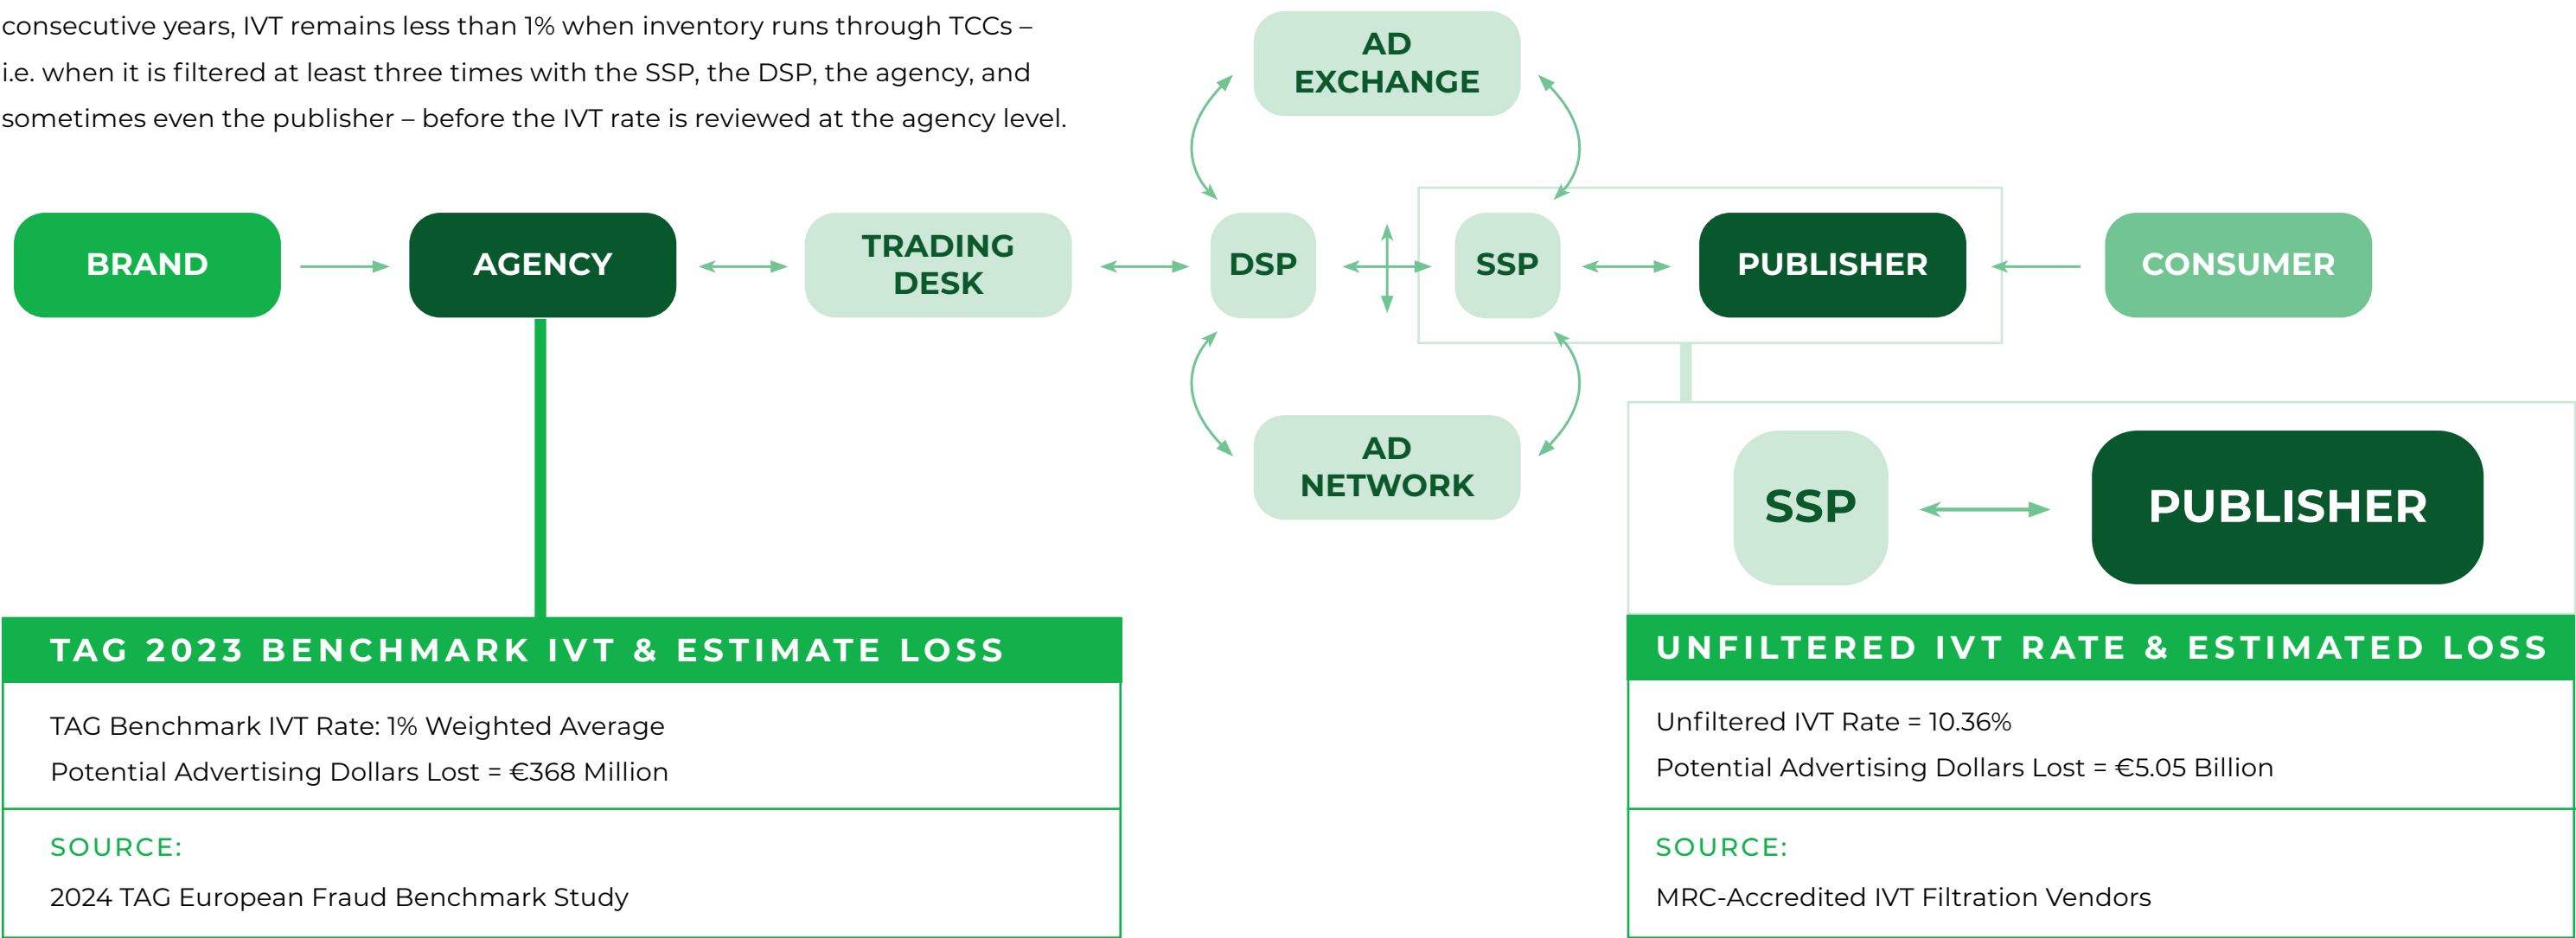 consecutive years, IVT remains less than 1% when inventory runs through TCCs –
i.e. when it is filtered at least three times with the SSP, the DSP, the agency, and
sometimes even the publisher – before the IVT rate is reviewed at the agency level.
AD
EXCHANGE
BRAND
AGENCY
TRADING
DESK
DSP
SSP
PUBLISHER
CONSUMER
AD
NETWORK
SSP
PUBLISHER
TAG 2023 BENCHMARK IVT & ESTIMATE LOSS
TAG Benchmark IVT Rate: 1% Weighted Average
Potential Advertising Dollars Lost = €368 Million
SOURCE:
2024 TAG European Fraud Benchmark Study
UNFILTERED IVT RATE & ESTIMATED LOSS
Unfiltered IVT Rate = 10.36%
Potential Advertising Dollars Lost = €5.05 Billion
SOURCE:
MRC-Accredited IVT Filtration Vendors